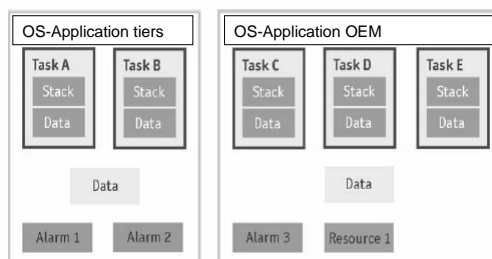 OS-Application tiers
OS-Application OEM
Task A
Task B
Task C
Task D
Task E
Stack
Stack
Stack
Stack
Stack
Data
Data
Data
Data
Data
Data
Data
Alarm 1
Alarm 2
Alarm 3
Resource 1